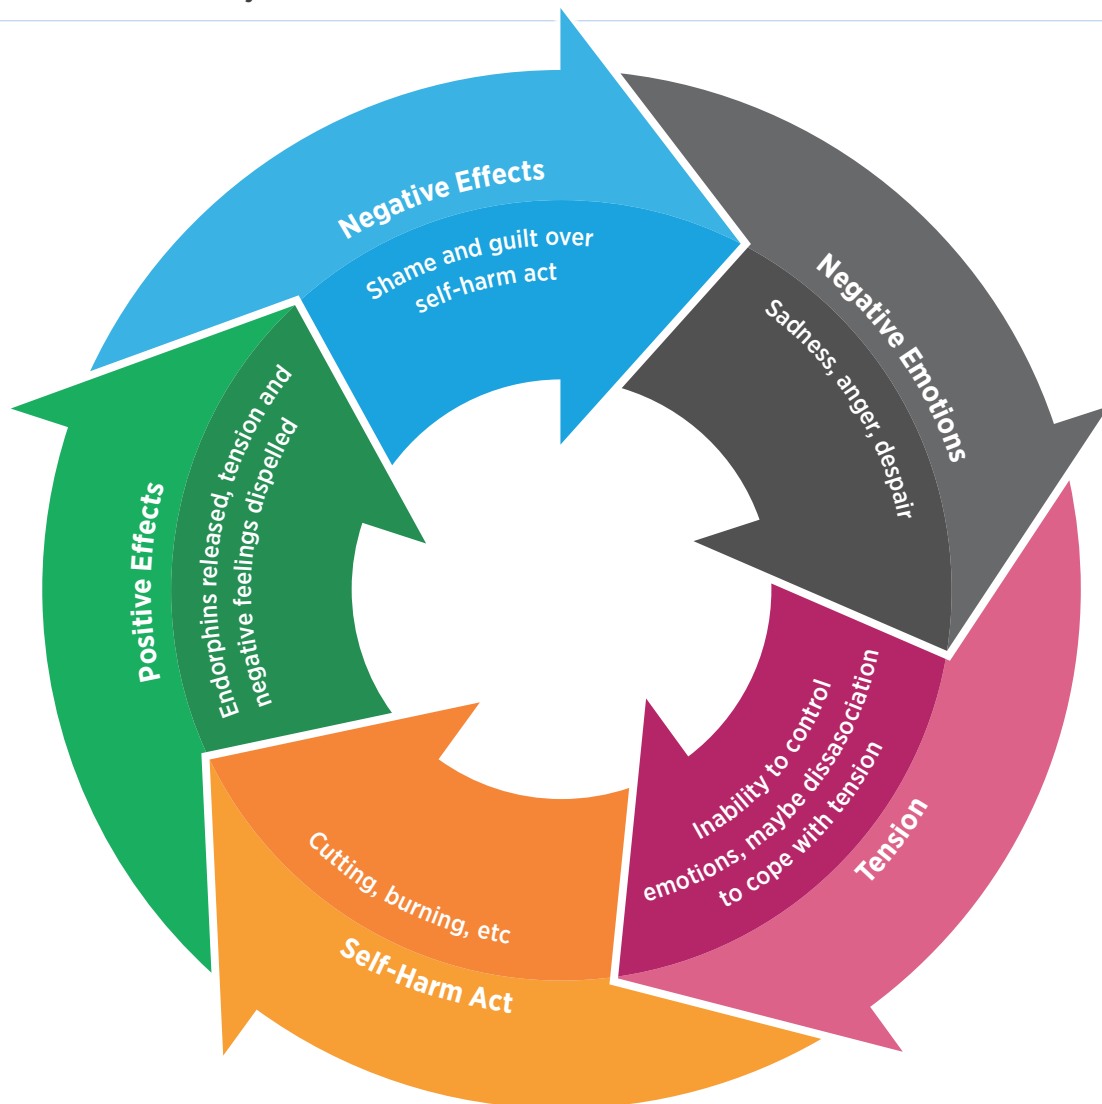 Negative Effects
Shame and guilt over
self-harm act
Negative Emotions
Sadness, anger, despair
Tension
Inability to control
emotions, maybe dissasociation
to cope with tension
Self-Harm Act
Cutting, burning, etc
Positive Effects
Endorphins released, tension and
negative feelings dispelled